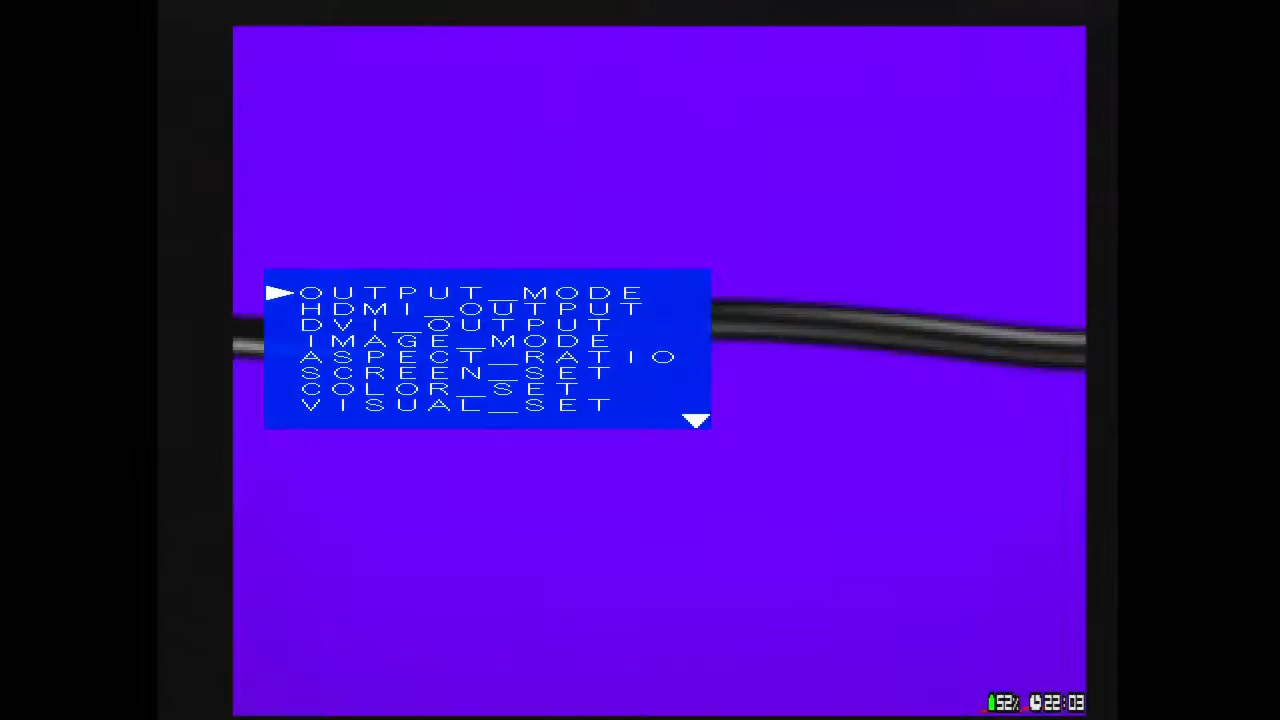 OUTPUT_MODE
HDMI_OUTPUT
DVI_OUTPUT
IMAGE_MODE
ASPECT_RATIO
SCREEN_SET
COLOR_SET
VISUAL_SET
52% 22:03